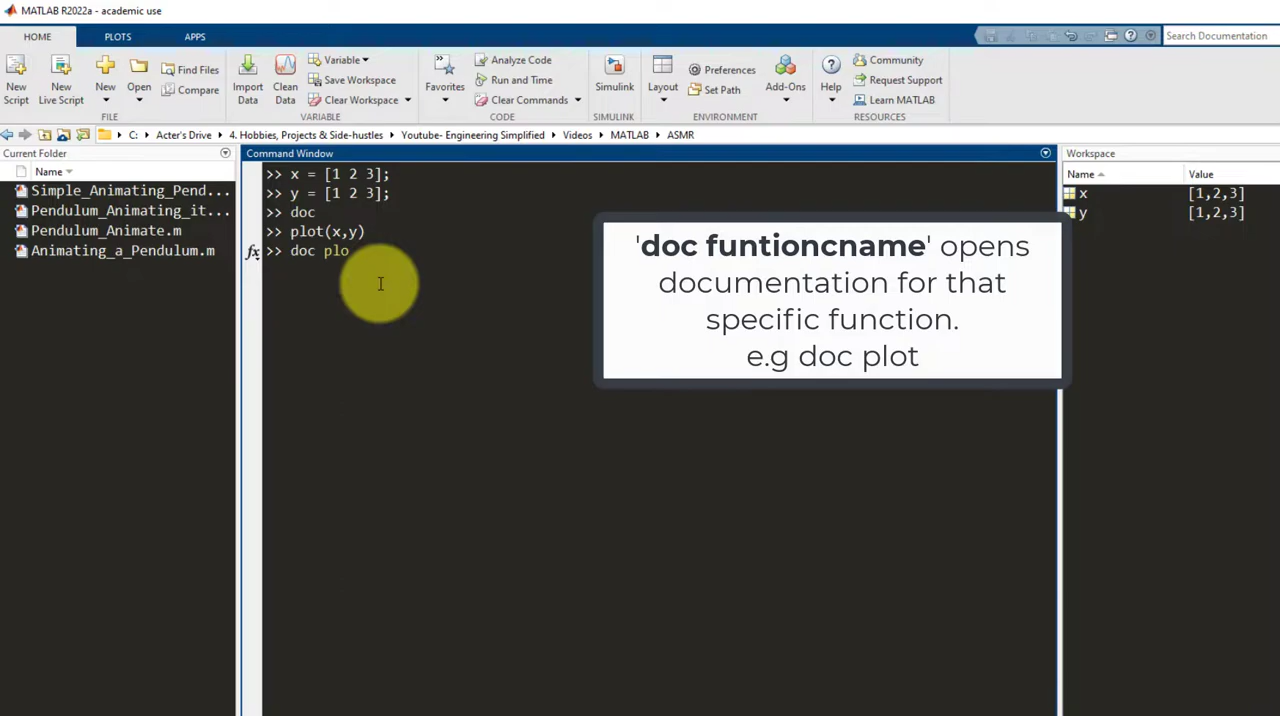 MATLAB R2022a - academic use
HOME PLOTS APPS
Search Documentation
New Script
New Live Script
New
Open
Find Files
Compare
FILE
Import Data
Clean Data
Variable
Save Workspace
Clear Workspace
VARIABLE
Favorites
Analyze Code
Run and Time
Clear Commands
CODE
Simulink
SIMULINK
Layout
Preferences
Set Path
Add-Ons
ENVIRONMENT
Help
Community
Request Support
Learn MATLAB
RESOURCES
C: Acter's Drive 4. Hobbies, Projects & Side-hustles Youtube- Engineering Simplified Videos MATLAB ASMR
Current Folder
Name
Simple_Animating_Pend...
Pendulum_Animating_it...
Pendulum_Animate.m
Animating_a_Pendulum.m
Command Window
>> x = [1 2 3];
>> y = [1 2 3];
>> doc
>> plot(x,y)
fx >> doc plo
'doc funtioncname' opens
documentation for that
specific function.
e.g doc plot
Workspace
Name Value
x [1,2,3]
y [1,2,3]